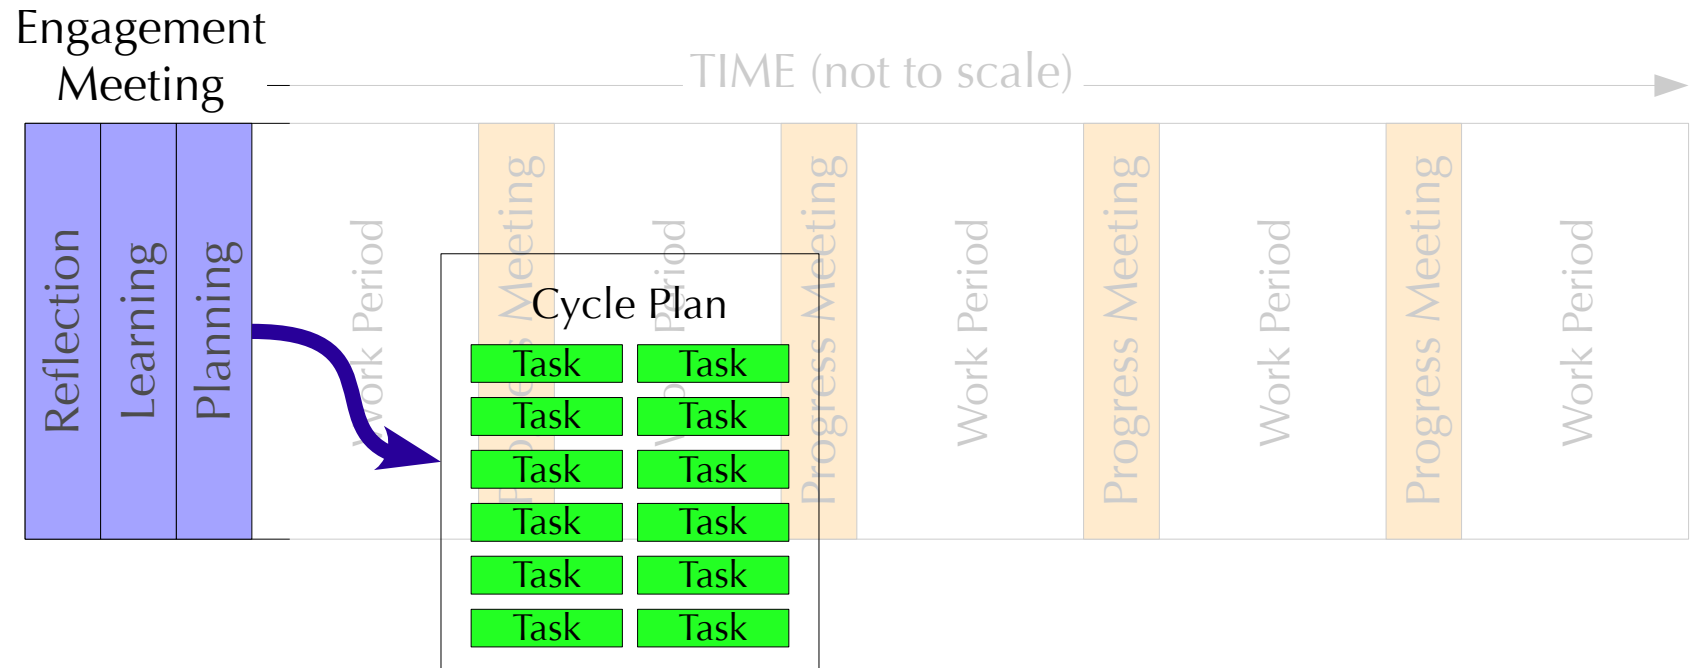 Engagement
Meeting
TIME (not to scale)
Reflection
Learning
Planning
Work Period
Progress Meeting
Work Period
Progress Meeting
Work Period
Progress Meeting
Work Period
Progress Meeting
Work Period
Cycle Plan
Task Task
Task Task
Task Task
Task Task
Task Task
Task Task